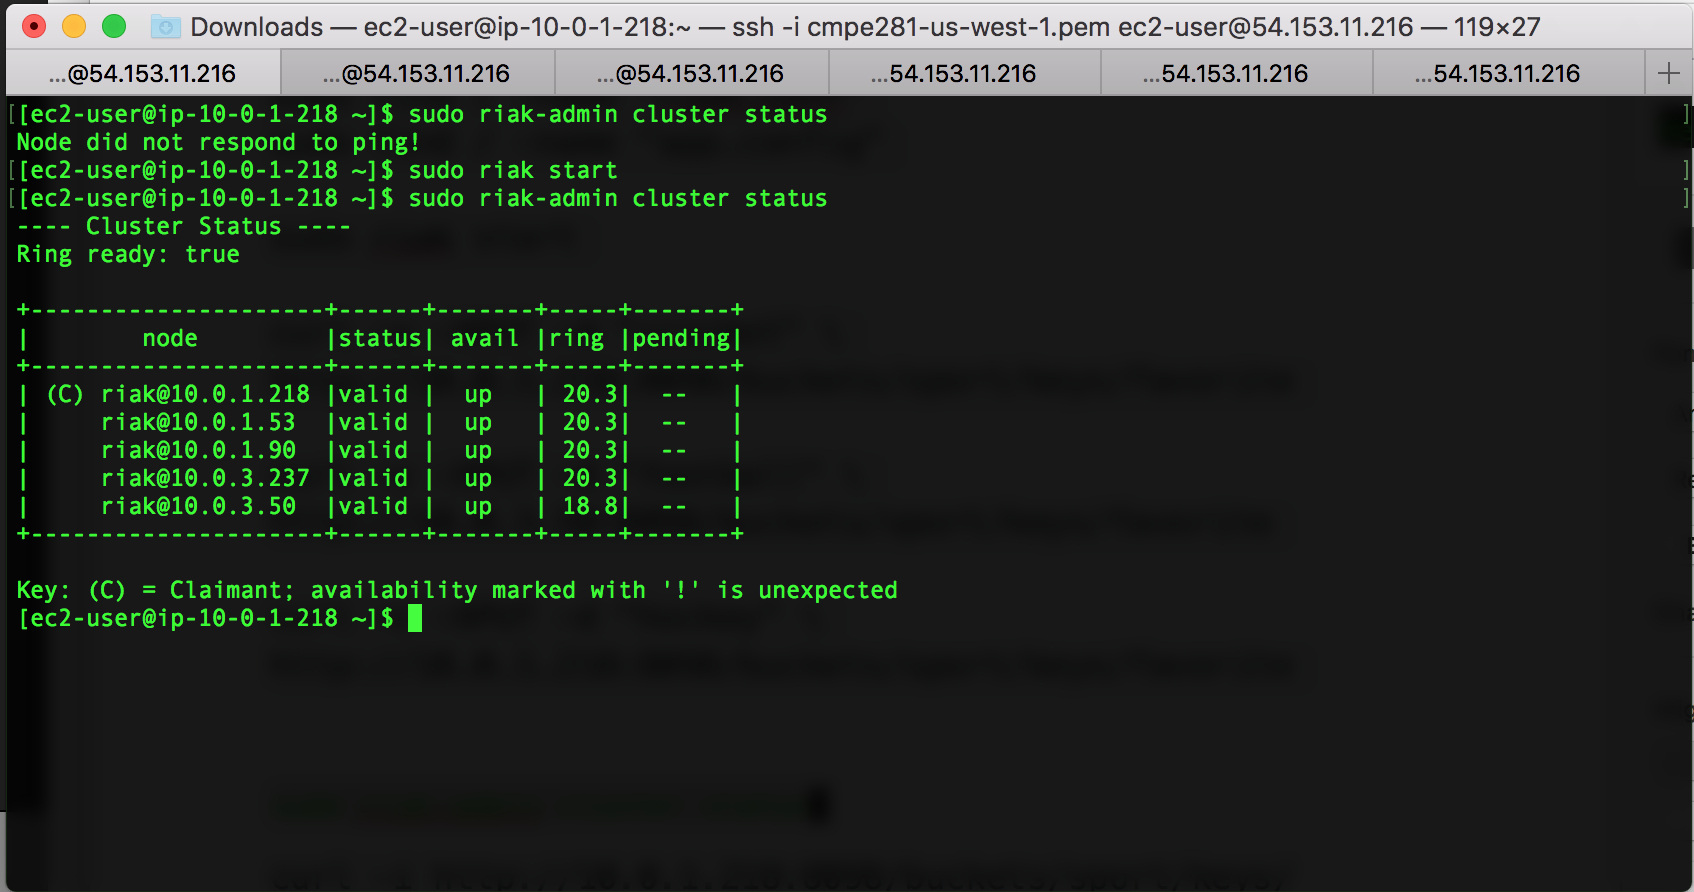 Downloads — ec2-user@ip-10-0-1-218:~ — ssh -i cmpe281-us-west-1.pem ec2-user@54.153.11.216 — 119×27
...@54.153.11.216 ...@54.153.11.216 ...@54.153.11.216 ...54.153.11.216 ...54.153.11.216 ...54.153.11.216 +
[[ec2-user@ip-10-0-1-218 ~]$ sudo riak-admin cluster status ]
Node did not respond to ping!
[[ec2-user@ip-10-0-1-218 ~]$ sudo riak start ]
[[ec2-user@ip-10-0-1-218 ~]$ sudo riak-admin cluster status ]
---- Cluster Status ----
Ring ready: true
+---------------------+------+-------+-----+-------+
|        node         |status| avail |ring |pending|
+---------------------+------+-------+-----+-------+
| (C) riak@10.0.1.218 |valid |  up   | 20.3|  --   |
|     riak@10.0.1.53  |valid |  up   | 20.3|  --   |
|     riak@10.0.1.90  |valid |  up   | 20.3|  --   |
|     riak@10.0.3.237 |valid |  up   | 20.3|  --   |
|     riak@10.0.3.50  |valid |  up   | 18.8|  --   |
+---------------------+------+-------+-----+-------+
Key: (C) = Claimant; availability marked with '!' is unexpected
[ec2-user@ip-10-0-1-218 ~]$